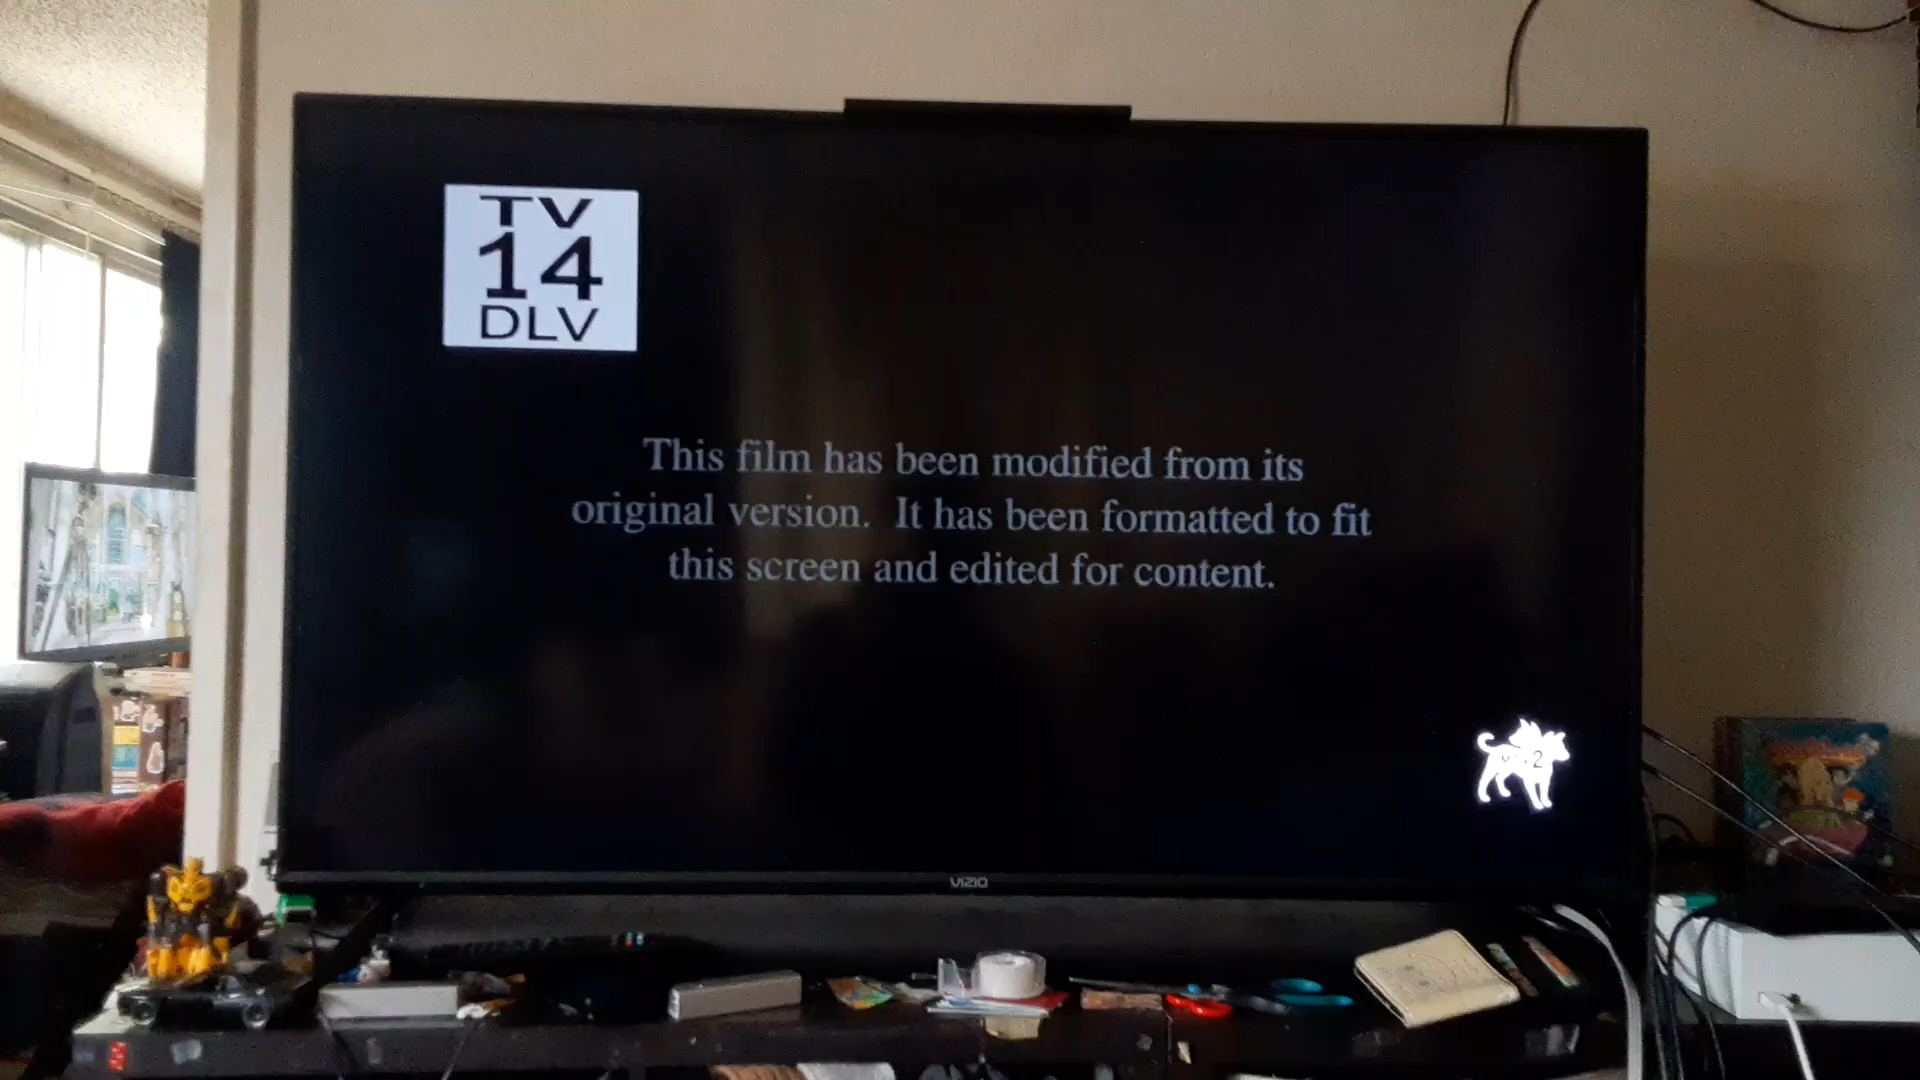 TV
14
DLV
This film has been modified from its
original version. It has been formatted to fit
this screen and edited for content.
VIZIO